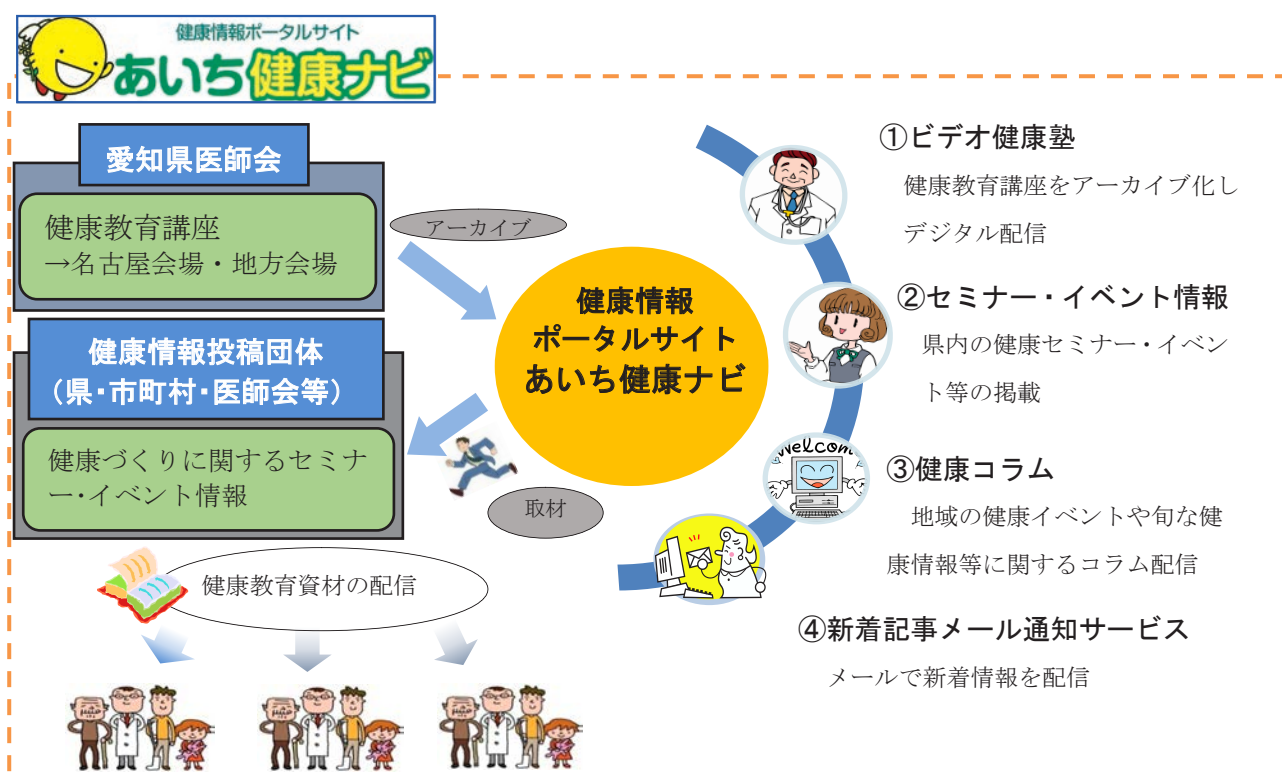 健康情報ポータルサイト
あいち健康ナビ
愛知県医師会
健康教育講座
→名古屋会場・地方会場
アーカイブ
健康情報投稿団体
（県・市町村・医師会等）
健康づくりに関するセミナ
ー・イベント情報
取材
健康教育資材の配信
健康情報
ポータルサイト
あいち健康ナビ
①ビデオ健康塾
健康教育講座をアーカイブ化し
デジタル配信
②セミナー・イベント情報
県内の健康セミナー・イベン
ト等の掲載
Welcom
③健康コラム
地域の健康イベントや旬な健
康情報等に関するコラム配信
④新着記事メール通知サービス
メールで新着情報を配信